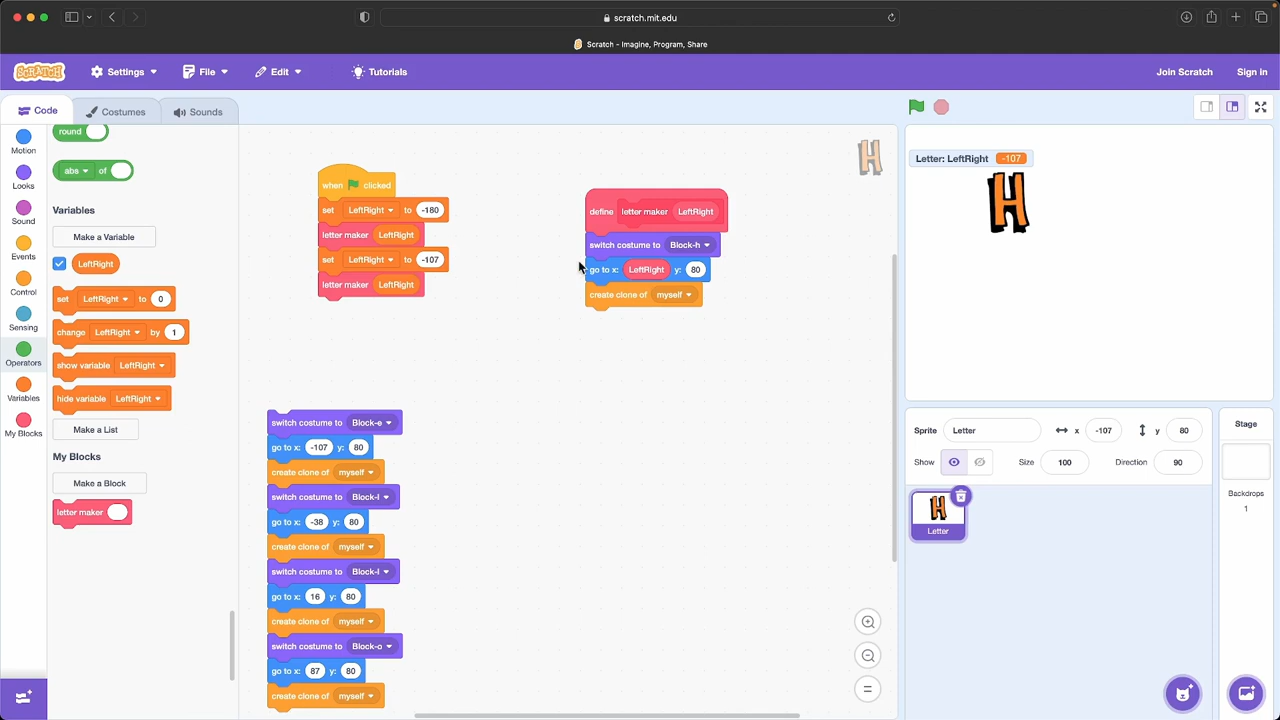 scratch.mit.edu
Scratch - Imagine, Program, Share
SCRATCH
Settings
File
Edit
Tutorials
Join Scratch
Sign in
Code
Costumes
Sounds
Motion
Looks
Sound
Events
Control
Sensing
Operators
Variables
My Blocks
round
abs of
Variables
Make a Variable
LeftRight
set LeftRight to 0
change LeftRight by 1
show variable LeftRight
hide variable LeftRight
Make a List
My Blocks
Make a Block
letter maker
when clicked
set LeftRight to -180
letter maker LeftRight
set LeftRight to -107
letter maker LeftRight
define letter maker LeftRight
switch costume to Block-h
go to x: LeftRight y: 80
create clone of myself
switch costume to Block-e
go to x: -107 y: 80
create clone of myself
switch costume to Block-l
go to x: -38 y: 80
create clone of myself
switch costume to Block-l
go to x: 16 y: 80
create clone of myself
switch costume to Block-o
go to x: 87 y: 80
create clone of myself
H
Letter: LeftRight -107
H
Sprite Letter x -107 y 80
Show Size 100 Direction 90
H
Letter
Stage
Backdrops
1